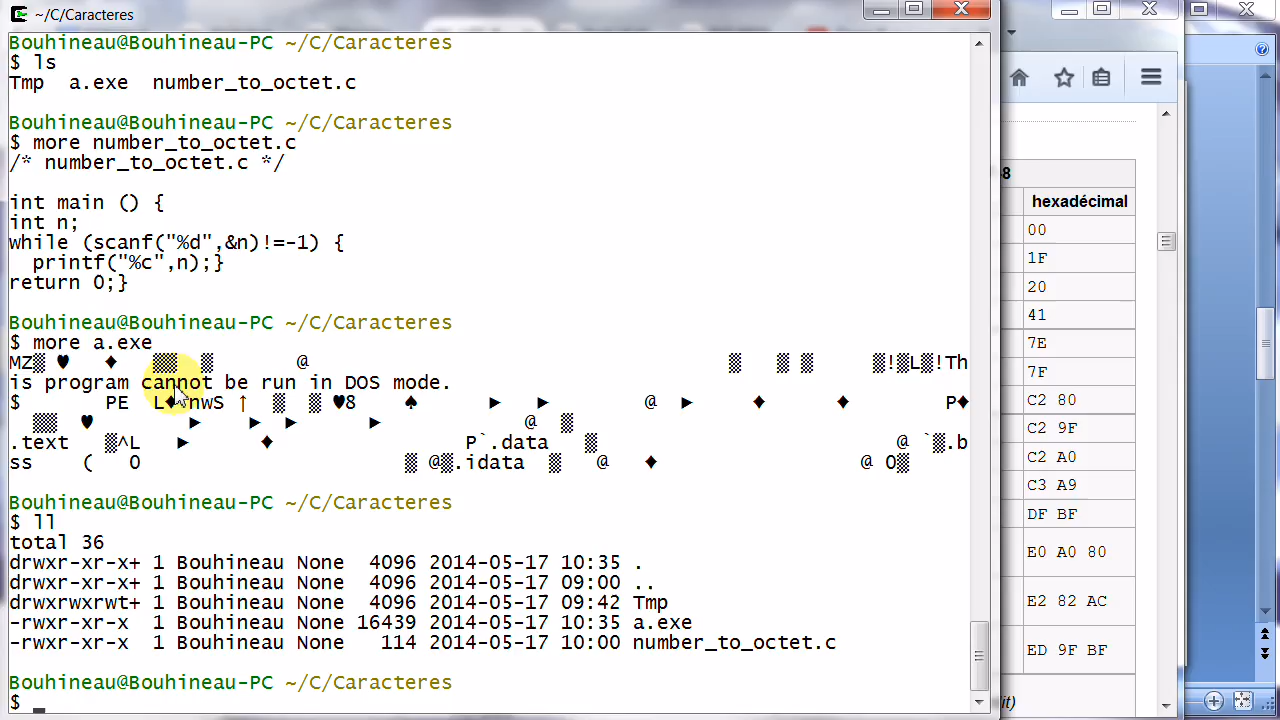 ~/C/Caracteres
Bouhineau@Bouhineau-PC ~/C/Caracteres
$ ls
Tmp  a.exe  number_to_octet.c
Bouhineau@Bouhineau-PC ~/C/Caracteres
$ more number_to_octet.c
/* number_to_octet.c */
int main () {
int n;
while (scanf("%d",&n)!=-1) {
printf("%c",n);}
return 0;}
Bouhineau@Bouhineau-PC ~/C/Caracteres
$ more a.exe
MZ▒ ♥ ♦ ▒▒ ▒ @ ▒ ▒ ▒ ▒!▒L▒!Th
is program cannot be run in DOS mode.
$ PE L♦ nwS ↑ ▒ ▒ ♥8 ♠ ► ► @ ► ♦ ♦ P♦
▒▒ ♥ ► ► ► ► @ ▒
.text ▒^L ► ♦ P`.data ▒ @ `▒.b
ss ( 0 ▒ @▒.idata ▒ @ ♦ @ 0▒
Bouhineau@Bouhineau-PC ~/C/Caracteres
$ ll
total 36
drwxr-xr-x+ 1 Bouhineau None  4096 2014-05-17 10:35 .
drwxr-xr-x+ 1 Bouhineau None  4096 2014-05-17 09:00 ..
drwxrwxrwt+ 1 Bouhineau None  4096 2014-05-17 09:42 Tmp
-rwxr-xr-x  1 Bouhineau None 16439 2014-05-17 10:35 a.exe
-rwxr-xr-x  1 Bouhineau None   114 2014-05-17 10:00 number_to_octet.c
Bouhineau@Bouhineau-PC ~/C/Caracteres
$
8
hexadécimal
00
1F
20
41
7E
7F
C2 80
C2 9F
C2 A0
C3 A9
DF BF
E0 A0 80
E2 82 AC
ED 9F BF
it)